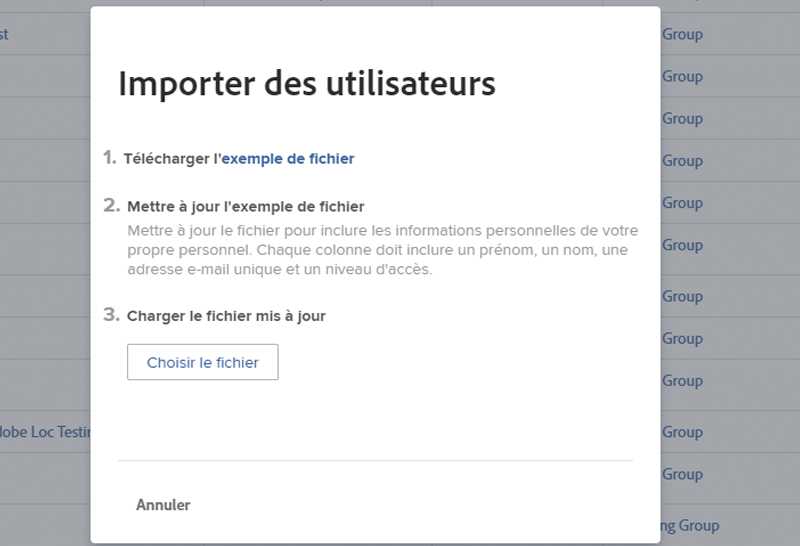 st
Group
Importer des utilisateurs
Group
Group
1. Télécharger l'exemple de fichier
Group
2. Mettre à jour l'exemple de fichier
Group
Mettre à jour le fichier pour inclure les informations personnelles de votre
propre personnel. Chaque colonne doit inclure un prénom, un nom, une
Group
adresse e-mail unique et un niveau d'accès.
Group
3. Charger le fichier mis à jour
Group
Choisir le fichier
Group
lobe Loc Testin
Group
Group
Annuler
ng Group